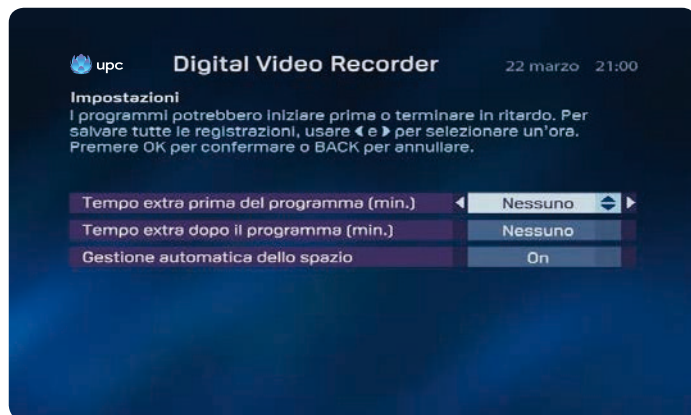 upc Digital Video Recorder 22 marzo 21:00
Impostazioni
I programmi potrebbero iniziare prima o terminare in ritardo. Per
salvare tutte le registrazioni, usare ◀ e ▶ per selezionare un'ora.
Premere OK per confermare o BACK per annullare.
Tempo extra prima del programma (min.) Nessuno
Tempo extra dopo il programma (min.) Nessuno
Gestione automatica dello spazio On